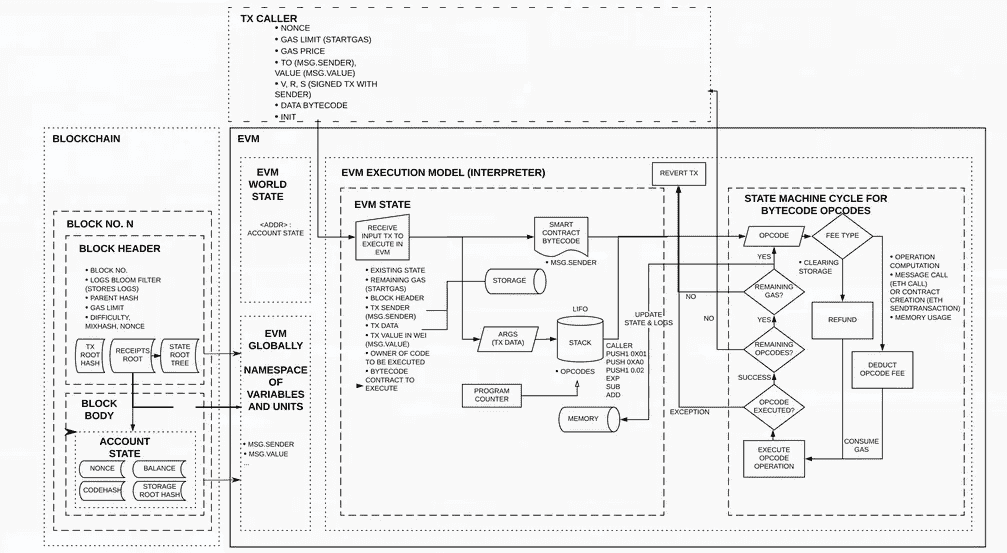 TX CALLER
• NONCE
• GAS LIMIT (STARTGAS)
• GAS PRICE
• TO (MSG.SENDER),
VALUE (MSG.VALUE)
• V, R, S (SIGNED TX WITH
SENDER)
• DATA BYTECODE
• INIT
BLOCKCHAIN
BLOCK NO. N
BLOCK HEADER
• BLOCK NO.
• LOGS BLOOM FILTER
(STORES LOGS)
• PARENT HASH
• GAS LIMIT
• DIFFICULTY,
MIXHASH, NONCE
TX
ROOT
HASH
RECEIPTS
ROOT
STATE
ROOT
TREE
BLOCK
BODY
ACCOUNT
STATE
NONCE
BALANCE
CODEHASH
STORAGE
ROOT HASH
EVM
EVM
WORLD
STATE
<ADDR> :
ACCOUNT STATE
EVM
GLOBALLY
NAMESPACE
OF
VARIABLES
AND UNITS
• MSG.SENDER
• MSG.VALUE
...
EVM EXECUTION MODEL (INTERPRETER)
EVM STATE
RECEIVE
INPUT TX TO
EXECUTE IN
EVM
• EXISTING STATE
• REMAINING GAS
(STARTGAS)
• BLOCK HEADER
• TX SENDER
(MSG.SENDER)
• TX DATA
• TX VALUE IN WEI
(MSG.VALUE)
• OWNER OF CODE
TO BE EXECUTED
• BYTECODE
CONTRACT TO
EXECUTE
SMART
CONTRACT
BYTECODE
• MSG.SENDER
STORAGE
ARGS
(TX DATA)
LIFO
STACK
• OPCODES
PROGRAM
COUNTER
CALLER
PUSH1 0X01
PUSH 0XA0
PUSH1 0.02
EXP
SUB
ADD
MEMORY
UPDATE
STATE & LOGS
REVERT TX
NO
NO
EXCEPTION
STATE MACHINE CYCLE FOR
BYTECODE OPCODES
OPCODE
FEE TYPE
YES
• CLEARING
STORAGE
• OPERATION
COMPUTATION
• MESSAGE CALL
(ETH CALL)
OR CONTRACT
CREATION (ETH
SENDTRANSACTION)
• MEMORY USAGE
REMAINING
GAS?
YES
REFUND
REMAINING
OPCODES?
SUCCESS
DEDUCT
OPCODE FEE
OPCODE
EXECUTED?
EXECUTE
OPCODE
OPERATION
CONSUME
GAS